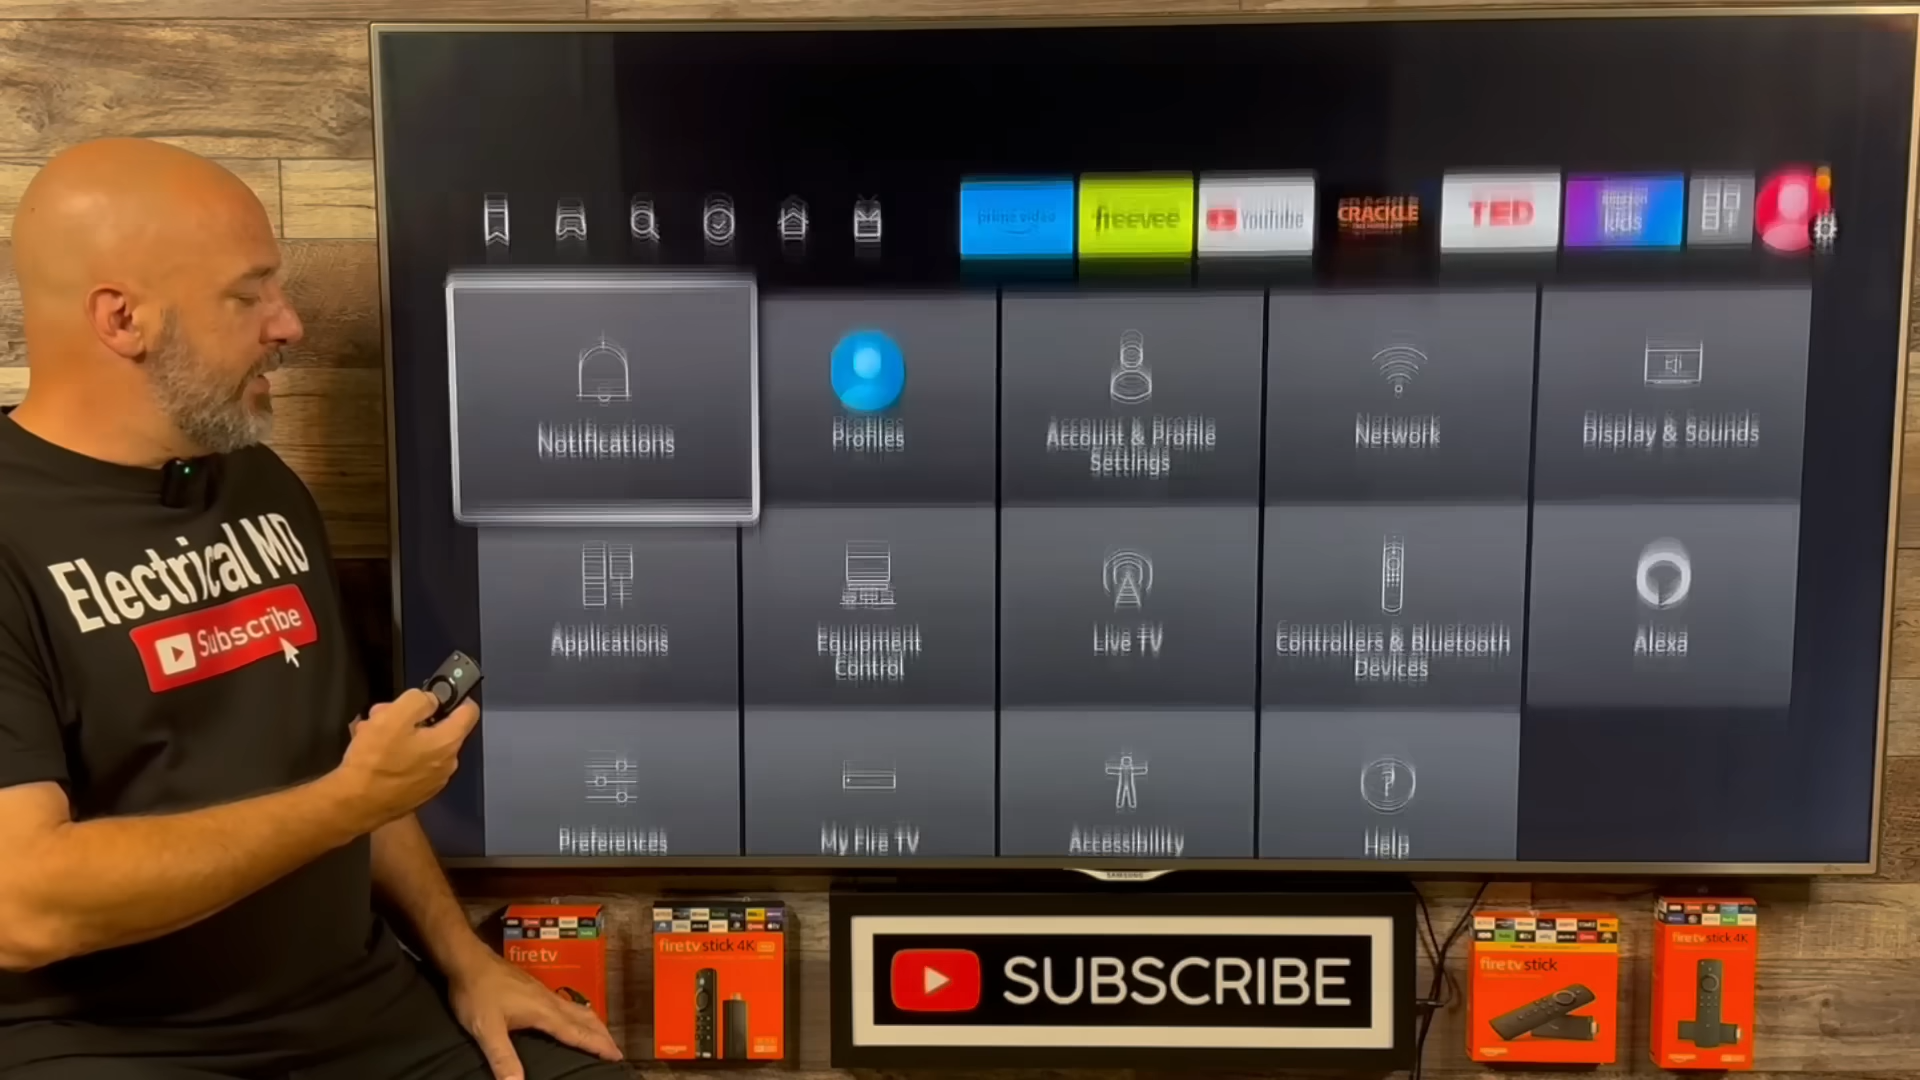 prime video
freevee
YouTube
CRACKLE
TED
amazon
kids
Notifications
Profiles
Account & Profile
Settings
Network
Display & Sounds
Applications
Equipment
Control
Live TV
Controllers & Bluetooth
Devices
Alexa
Preferences
My Fire TV
Accessibility
Help
Electrical MD
Subscribe
SAMSUNG
fire tv
fire tv stick 4K
SUBSCRIBE
fire tv stick
fire tv stick 4K